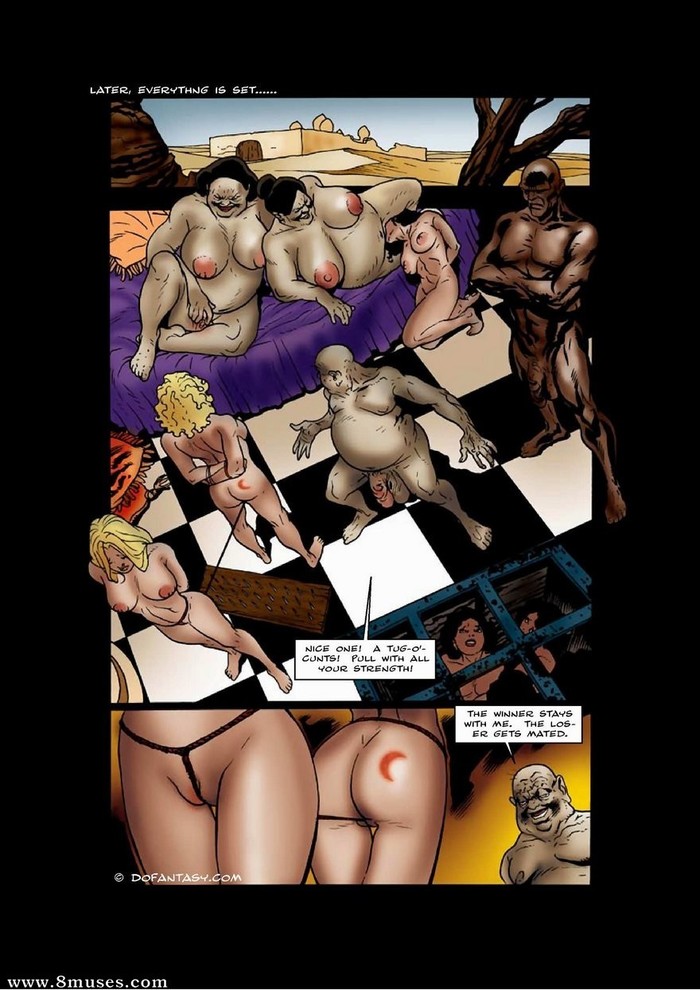 LATER, EVERYTHNG IS SET......
NICE ONE! A TUG-O'-
CUNTS! PULL WITH ALL
YOUR STRENGTH!
THE WINNER STAYS
WITH ME. THE LOS-
ER GETS MATED.
© DOFANTASY.COM
www.8muses.com